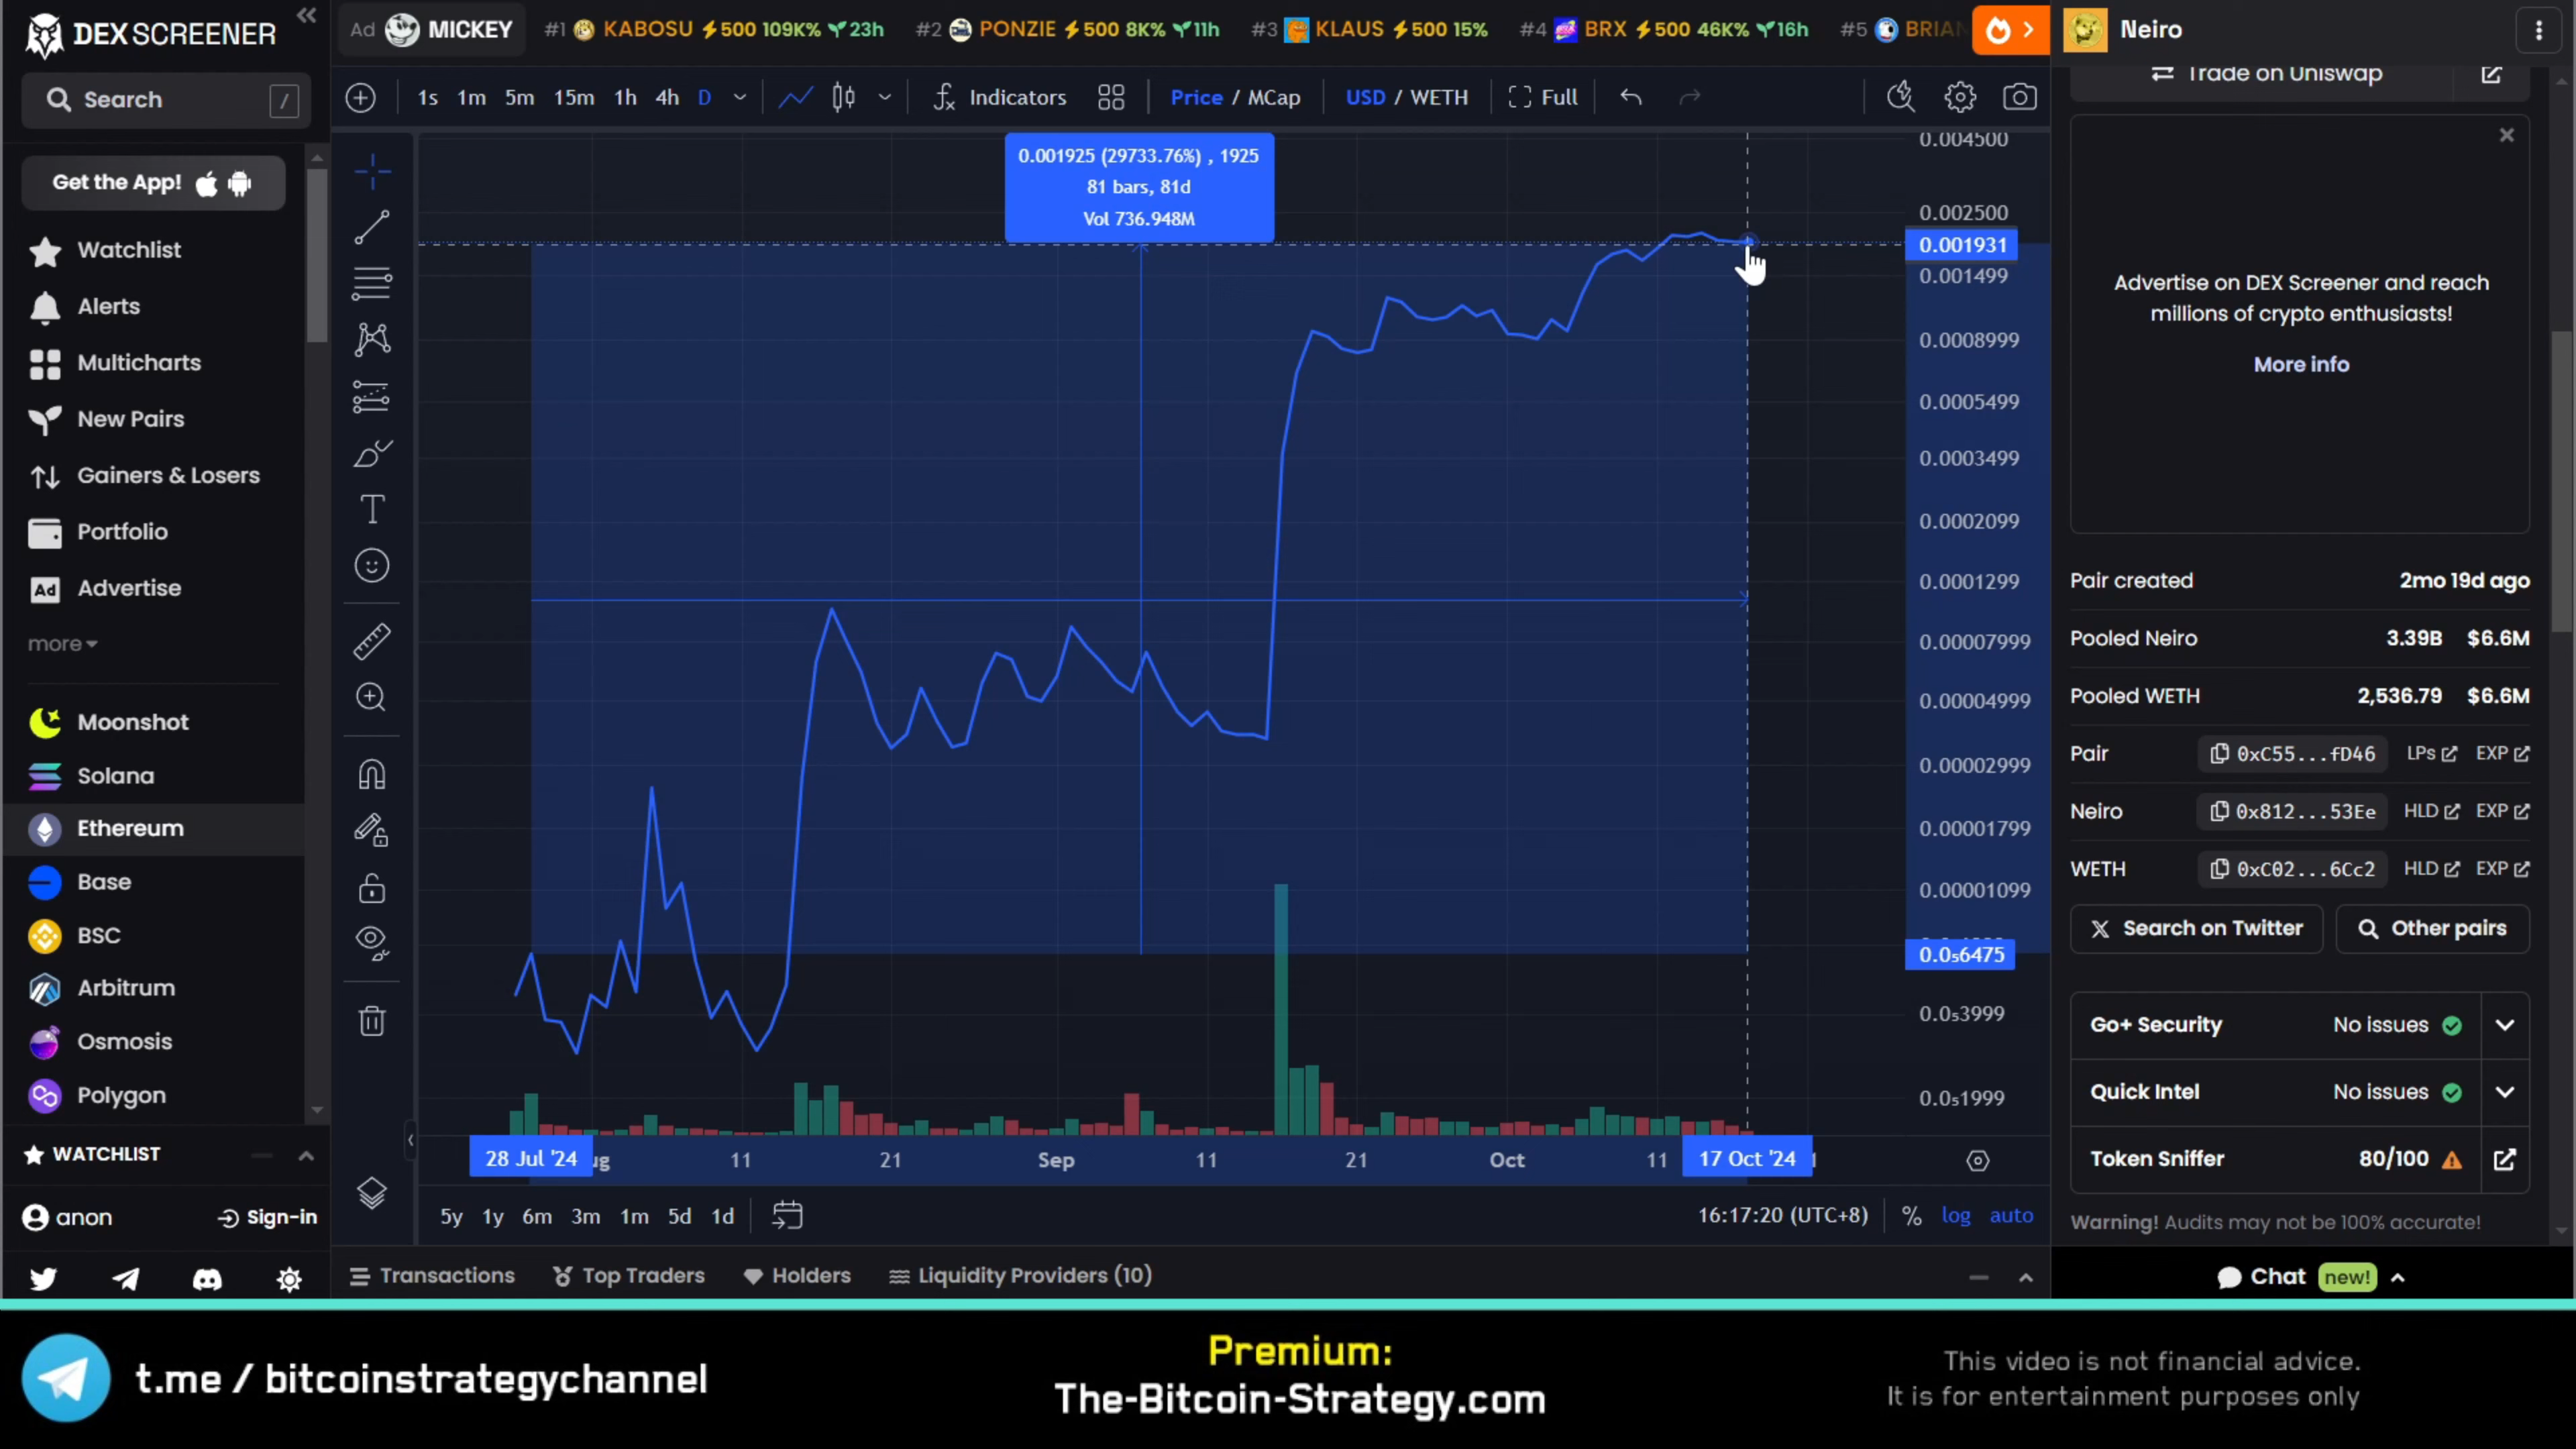 DEX SCREENER
Search /
Get the App!
Watchlist
Alerts
Multicharts
New Pairs
Gainers & Losers
Portfolio
Ad Advertise
more
Moonshot
Solana
Ethereum
Base
BSC
Arbitrum
Osmosis
Polygon
WATCHLIST
anon Sign-in
Ad MICKEY #1 KABOSU 500 109K% 23h #2 PONZIE 500 8K% 11h #3 KLAUS 500 15% #4 BRX 500 46K% 16h #5 BRIAN
1s 1m 5m 15m 1h 4h D Indicators Price / MCap USD / WETH Full
0.001925 (29733.76%) , 1925
81 bars, 81d
Vol 736.948M
0.004500
0.002500
0.001931
0.001499
0.0008999
0.0005499
0.0003499
0.0002099
0.0001299
0.00007999
0.00004999
0.00002999
0.00001799
0.00001099
0.0₅6475
0.0₅3999
0.0₅1999
28 Jul '24 ug 11 21 Sep 11 21 Oct 11 17 Oct '24
5y 1y 6m 3m 1m 5d 1d 16:17:20 (UTC+8) % log auto
Transactions Top Traders Holders Liquidity Providers (10)
Neiro
Trade on Uniswap
Advertise on DEX Screener and reach
millions of crypto enthusiasts!
More info
Pair created 2mo 19d ago
Pooled Neiro 3.39B $6.6M
Pooled WETH 2,536.79 $6.6M
Pair 0xC55...fD46 LPs EXP
Neiro 0x812...53Ee HLD EXP
WETH 0xC02...6Cc2 HLD EXP
Search on Twitter Other pairs
Go+ Security No issues
Quick Intel No issues
Token Sniffer 80/100
Warning! Audits may not be 100% accurate!
Chat new!
t.me / bitcoinstrategychannel
Premium:
The-Bitcoin-Strategy.com
This video is not financial advice.
It is for entertainment purposes only